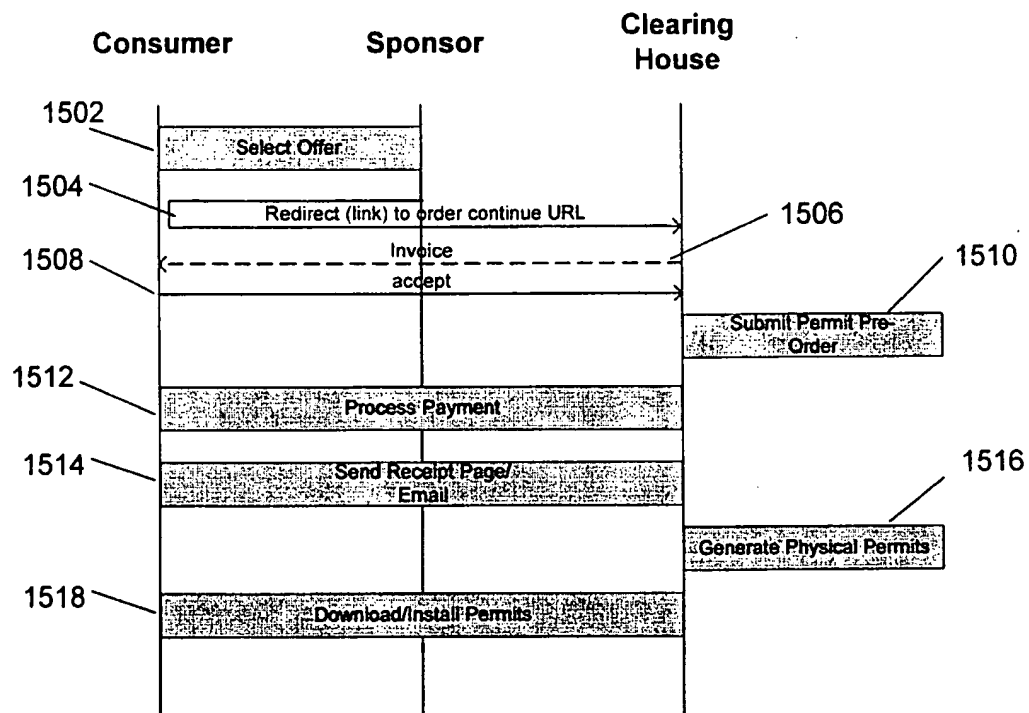 Consumer
Sponsor
Clearing
House
1502
Select Offer
1504
Redirect (link) to order continue URL
1506
Invoice
1508
accept
1510
Submit Permit Pre-
Order
1512
Process Payment
1514
Send Receipt Page/
Email
1516
Generate Physical Permits
1518
Download/Install Permits